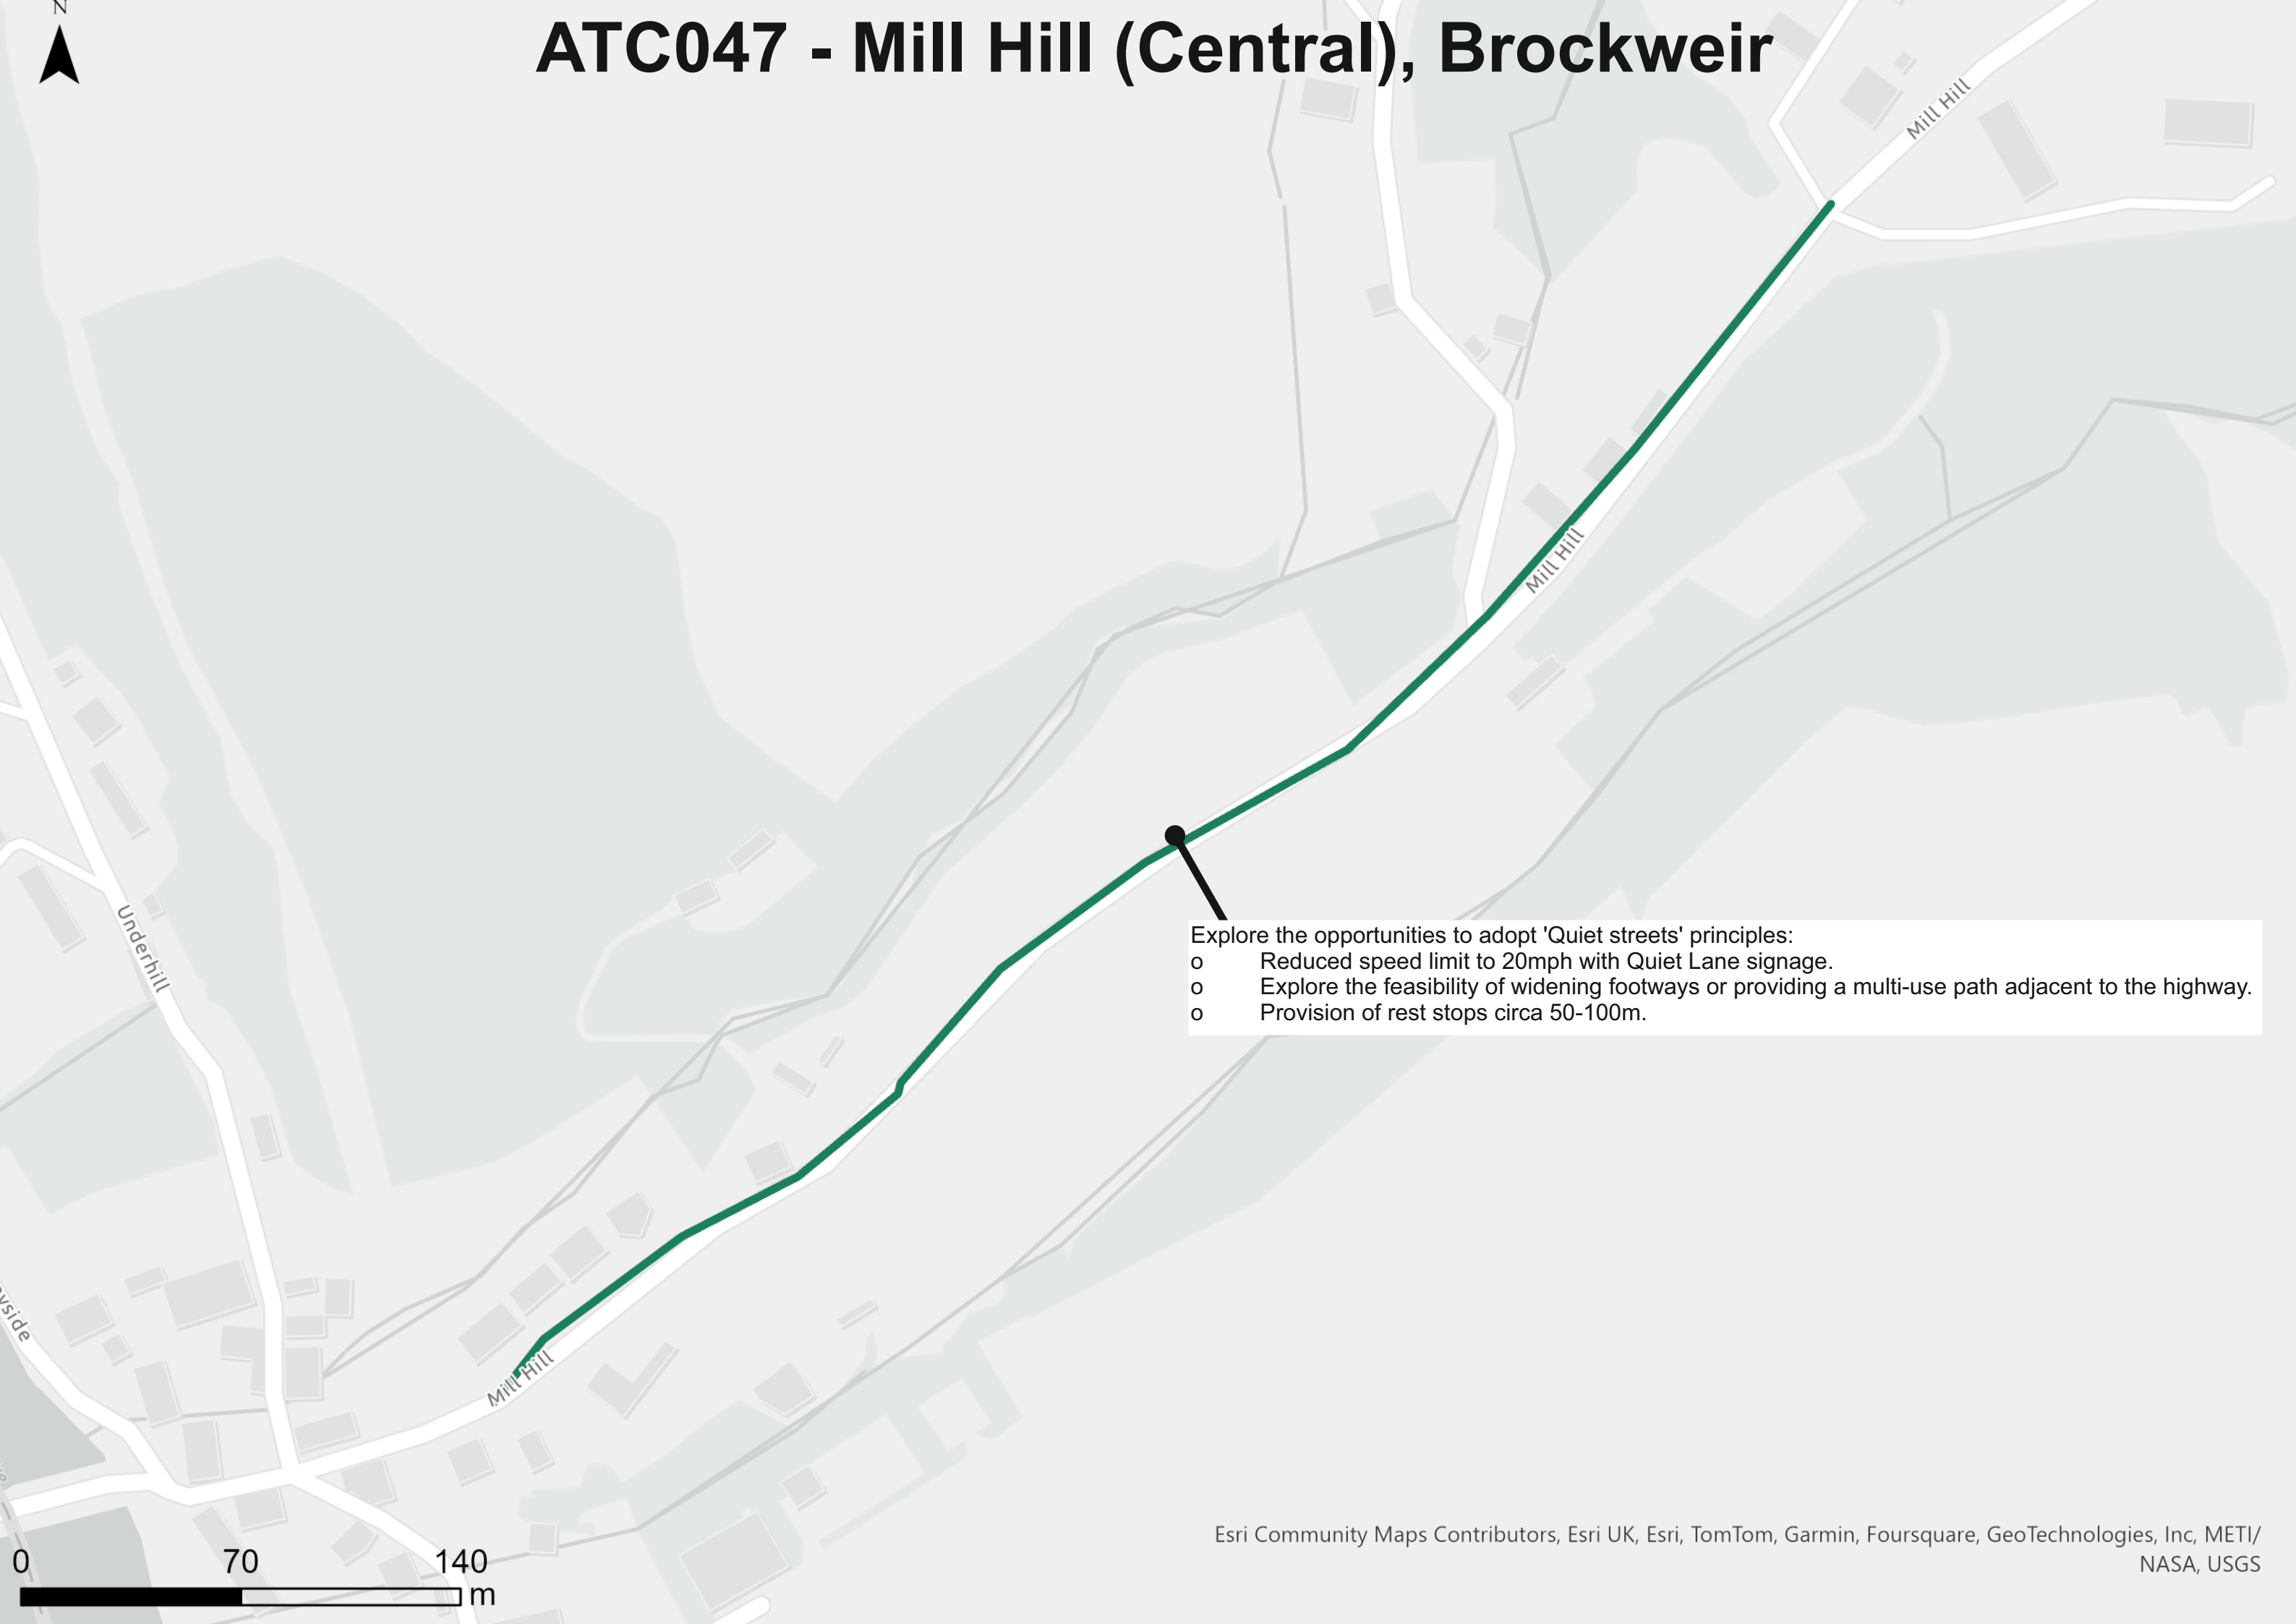 N
ATC047 - Mill Hill (Central), Brockweir
Mill Hill
Mill Hill
Underhill
Explore the opportunities to adopt 'Quiet streets' principles:
o Reduced speed limit to 20mph with Quiet Lane signage.
o Explore the feasibility of widening footways or providing a multi-use path adjacent to the highway.
o Provision of rest stops circa 50-100m.
Mill Hill
Esri Community Maps Contributors, Esri UK, Esri, TomTom, Garmin, Foursquare, GeoTechnologies, Inc, METI/
NASA, USGS
0 70 140
m